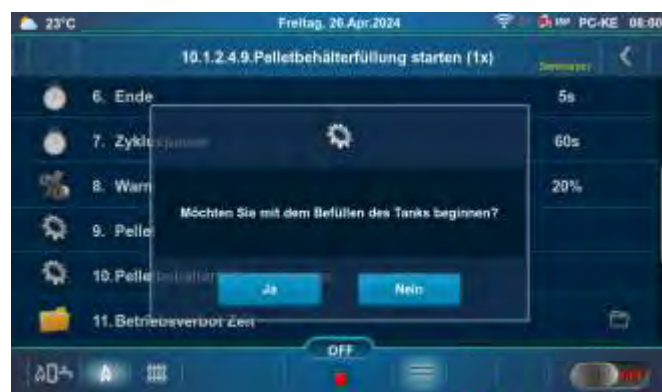 23°C Freitag, 26.Apr.2024 PC-KE 08:00
10.1.2.4.9.Pelletbehälterfüllung starten (1x)
6. Ende 5s
7. Zyklus 60s
8. Warn 20%
Möchten Sie mit dem Befüllen des Tanks beginnen?
9. Pelle
10. Pelle
Ja Nein
11. Betriebsverbot Zeit
OFF
A OFF